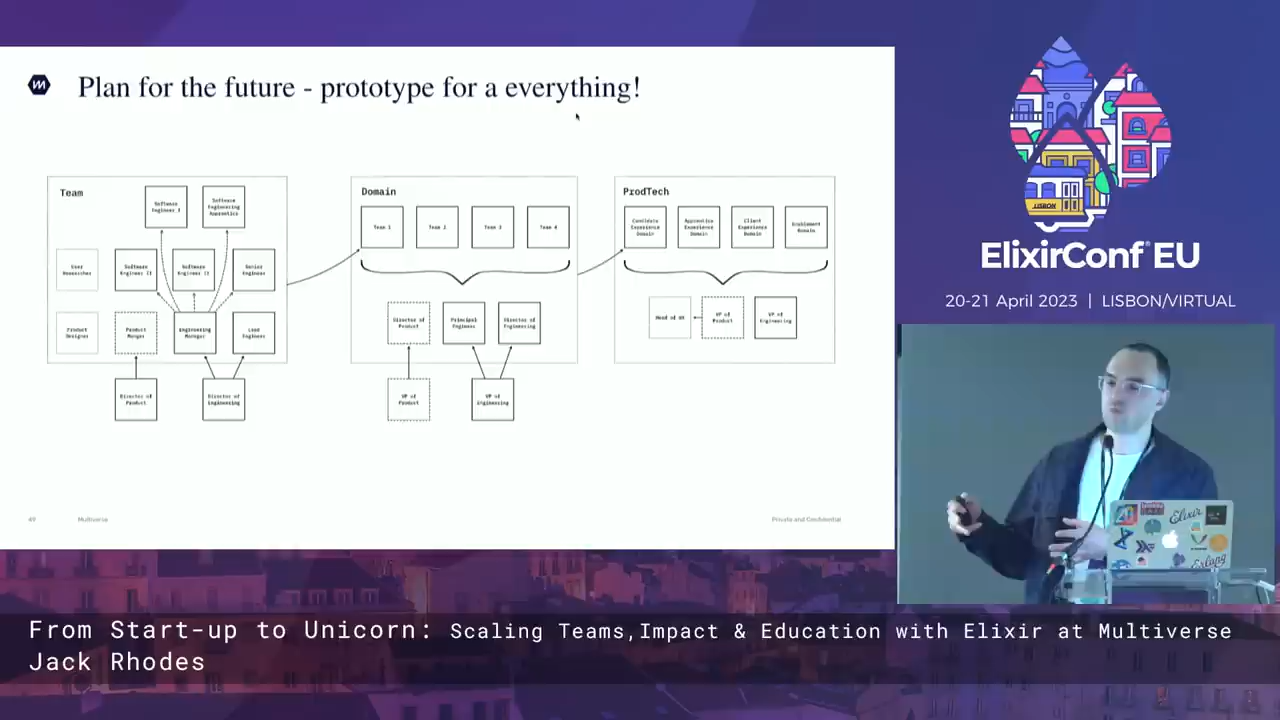 Plan for the future - prototype for a everything!
Team
Software
Engineer I
Software
Engineering
Apprentice
User
Researcher
Software
Engineer II
Software
Engineer II
Senior
Engineer
Product
Designer
Product
Manger
Engineering
Manager
Lead
Engineer
Director of
Product
Director of
Engineering
Domain
Team 1
Team 2
Team 3
Team 4
Director of
Product
Principal
Engineer
Director of
Engineering
VP of
Product
VP of
Engineering
ProdTech
Candidate
Experience
Domain
Apprentice
Experience
Domain
Client
Experience
Domain
Enablement
Domain
Head of UX
VP of
Product
VP of
Engineering
69
Multiverse
Private and Confidential
LISBON
ElixirConf EU
20-21 April 2023 | LISBON/VIRTUAL
Elixir
Erlang
From Start-up to Unicorn: Scaling Teams,Impact & Education with Elixir at Multiverse
Jack Rhodes